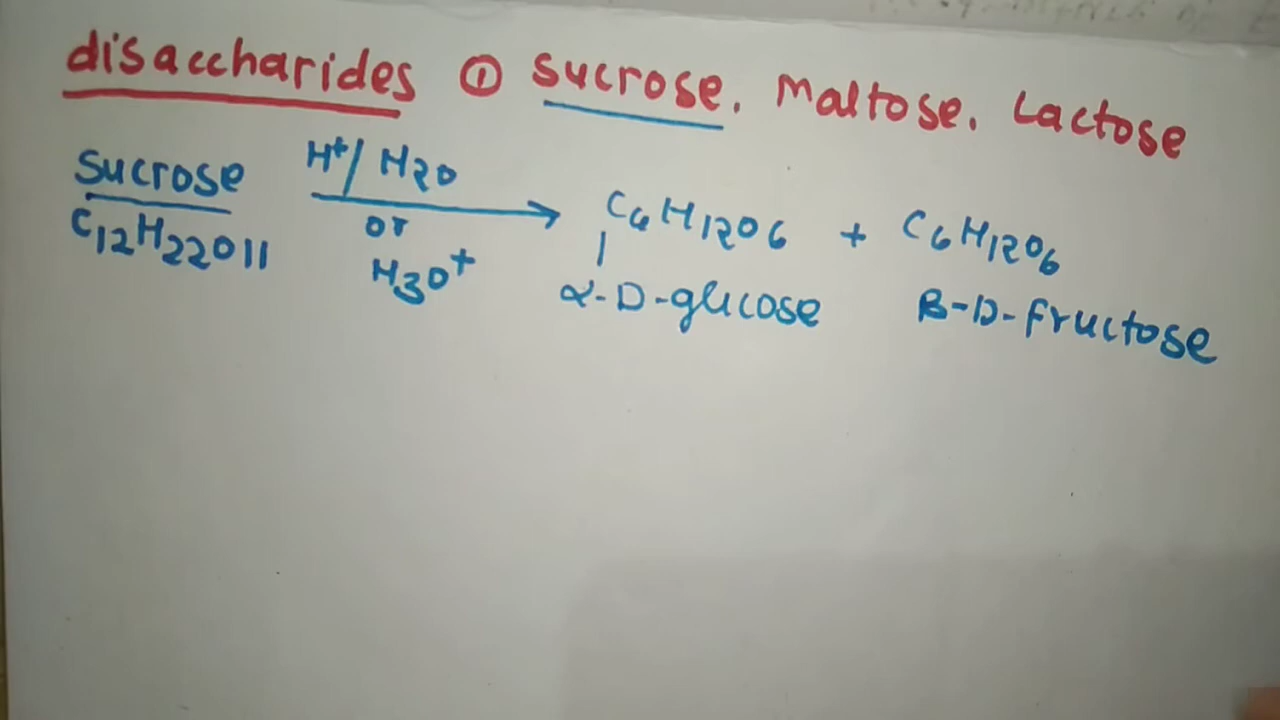 disaccharides ① sucrose. Maltose. Lactose
sucrose H+/ H2O C6H12O6 + C6H12O6
C12H22O11 or
H3O+ α-D-glucose β-D-fructose